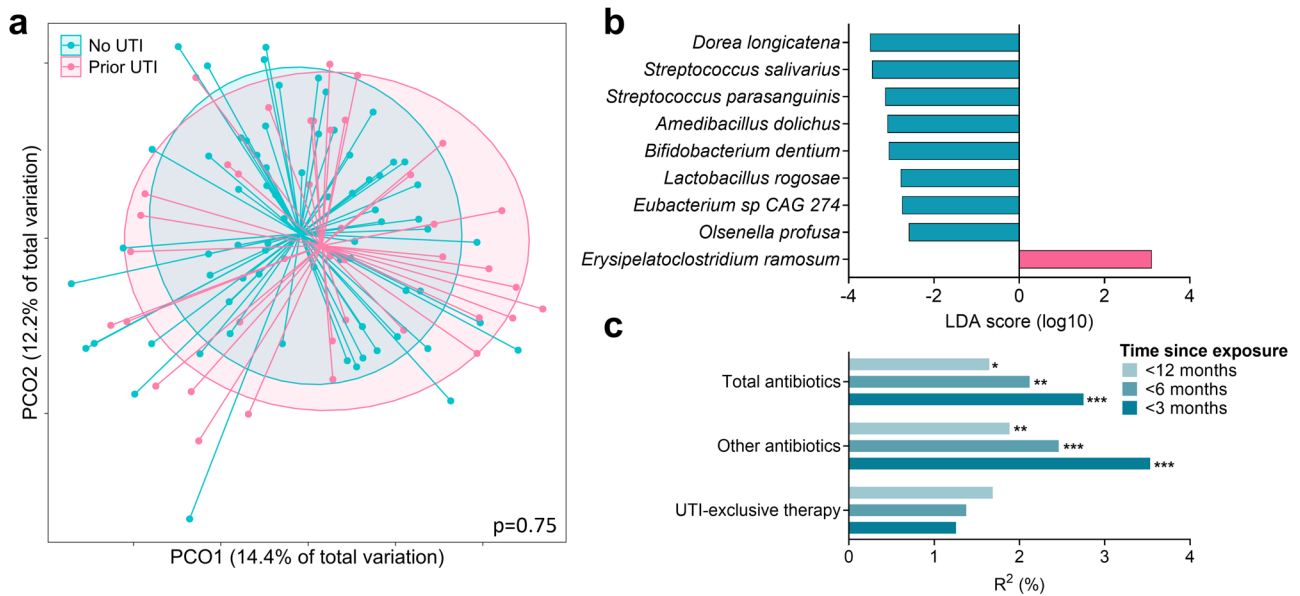 a
No UTI
Prior UTI
PCO2 (12.2% of total variation)
p=0.75
PCO1 (14.4% of total variation)
b
Dorea longicatena
Streptococcus salivarius
Streptococcus parasanguinis
Amedibacillus dolichus
Bifidobacterium dentium
Lactobacillus rogosae
Eubacterium sp CAG 274
Olsenella profusa
Erysipelatoclostridium ramosum
-4 -2 0 2 4
LDA score (log10)
c
Time since exposure
<12 months
<6 months
<3 months
Total antibiotics
*
**
***
Other antibiotics
**
***
***
UTI-exclusive therapy
0 1 2 3 4
R² (%)